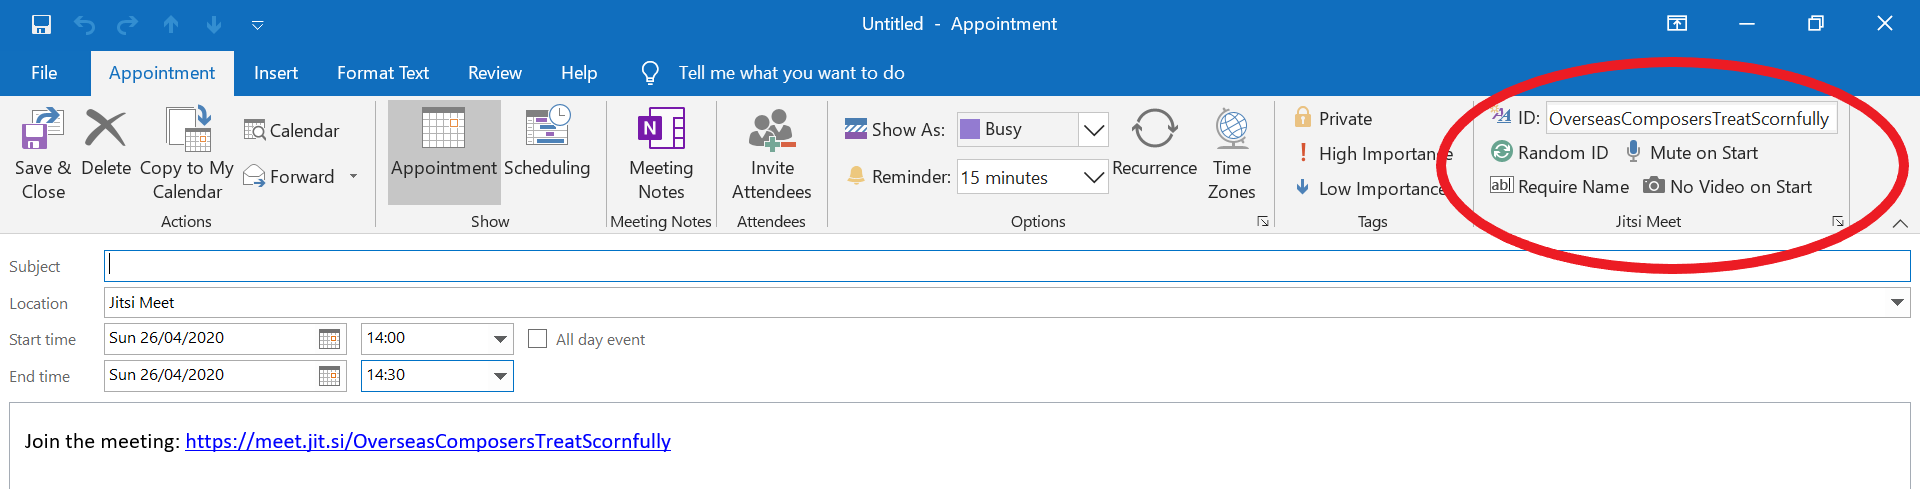 Untitled - Appointment
File Appointment Insert Format Text Review Help Tell me what you want to do
Save & Close
Delete
Copy to My Calendar
Calendar
Forward
Actions
Appointment
Scheduling
Show
N
Meeting Notes
Meeting Notes
Invite Attendees
Attendees
Show As: Busy
Reminder: 15 minutes
Recurrence
Time Zones
Options
Private
High Importance
Low Importance
Tags
ID: OverseasComposersTreatScornfully
Random ID Mute on Start
abl Require Name No Video on Start
Jitsi Meet
Subject
Location Jitsi Meet
Start time Sun 26/04/2020 14:00 All day event
End time Sun 26/04/2020 14:30
Join the meeting: https://meet.jit.si/OverseasComposersTreatScornfully